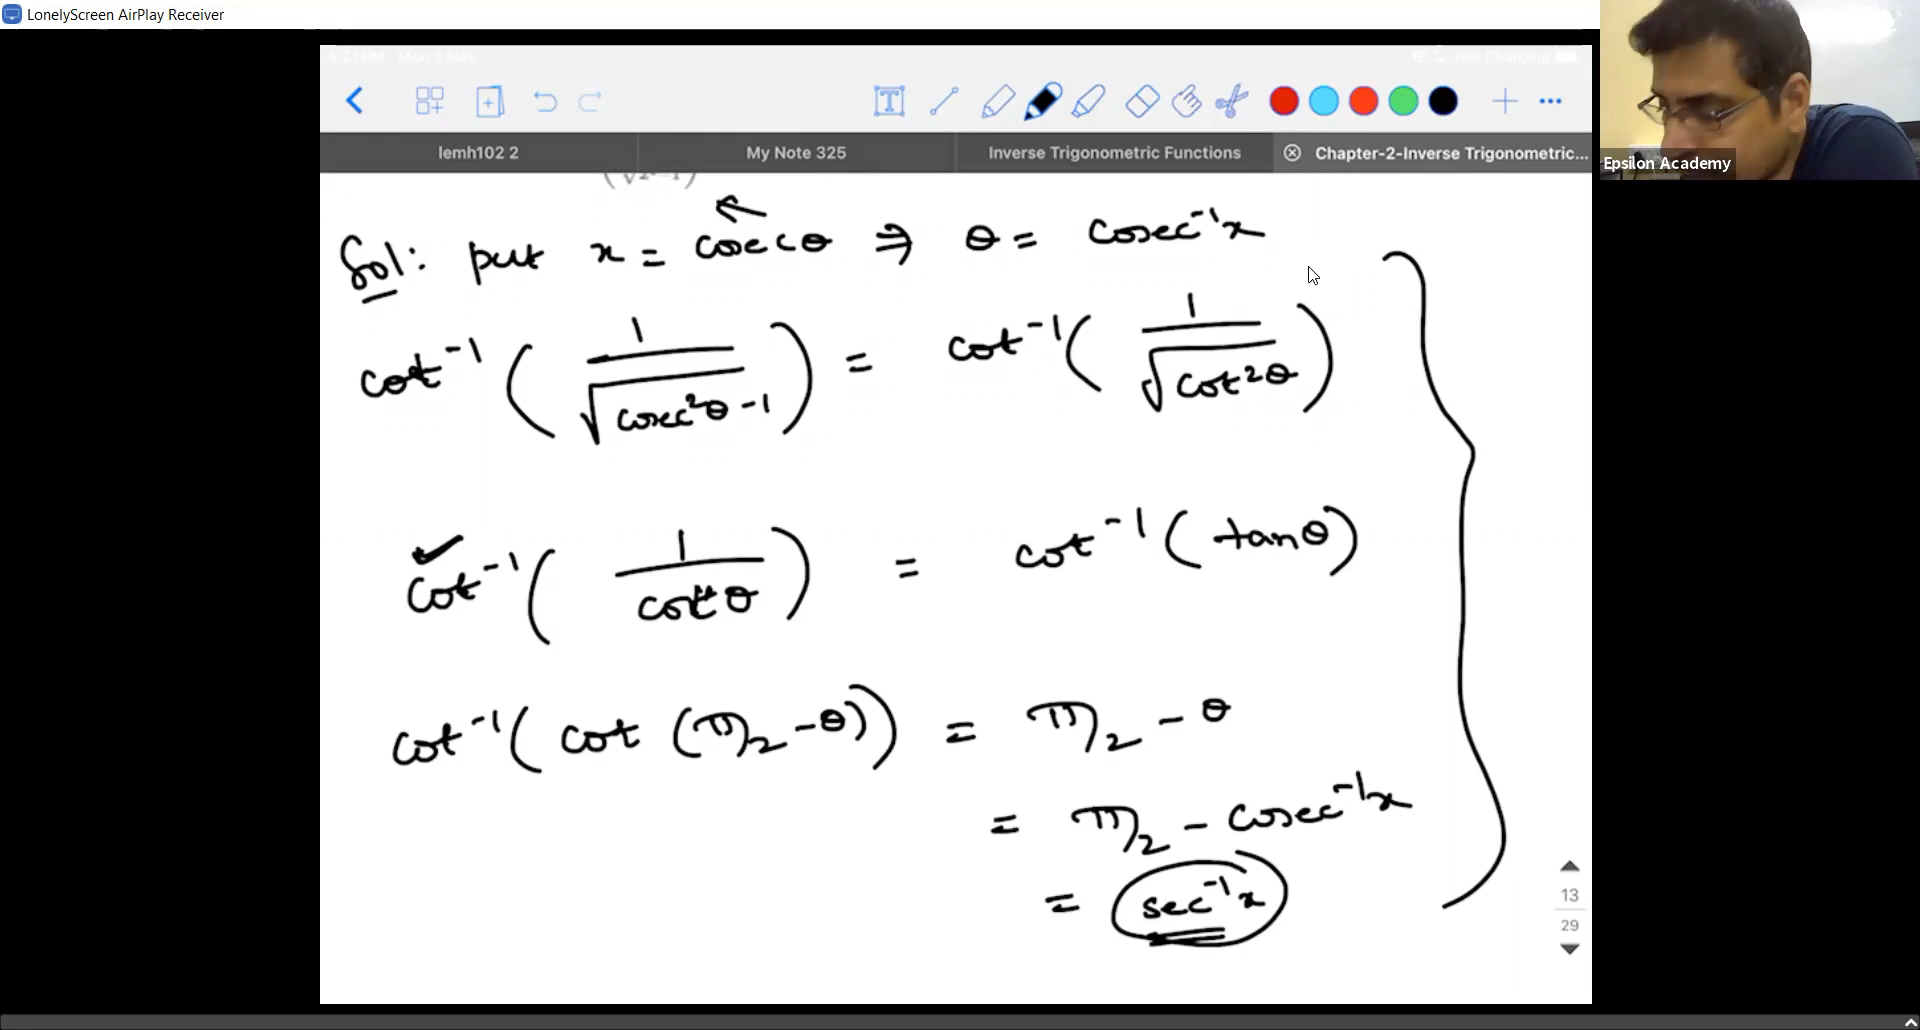 LonelyScreen AirPlay Receiver
T
lemh102 2
My Note 325
Inverse Trigonometric Functions
Chapter-2-Inverse Trigonometric...
Epsilon Academy
Sol: put x = cosec θ ⇒ θ = cosec⁻¹x
cot⁻¹ ( 1 / √(cosec²θ -1) ) = cot⁻¹ ( 1 / √(cot²θ) )
cot⁻¹ ( 1 / cot θ ) = cot⁻¹ ( tanθ )
cot⁻¹ ( cot (π/2 - θ)) = π/2 - θ
= π/2 - cosec⁻¹x
= sec⁻¹x
13
29